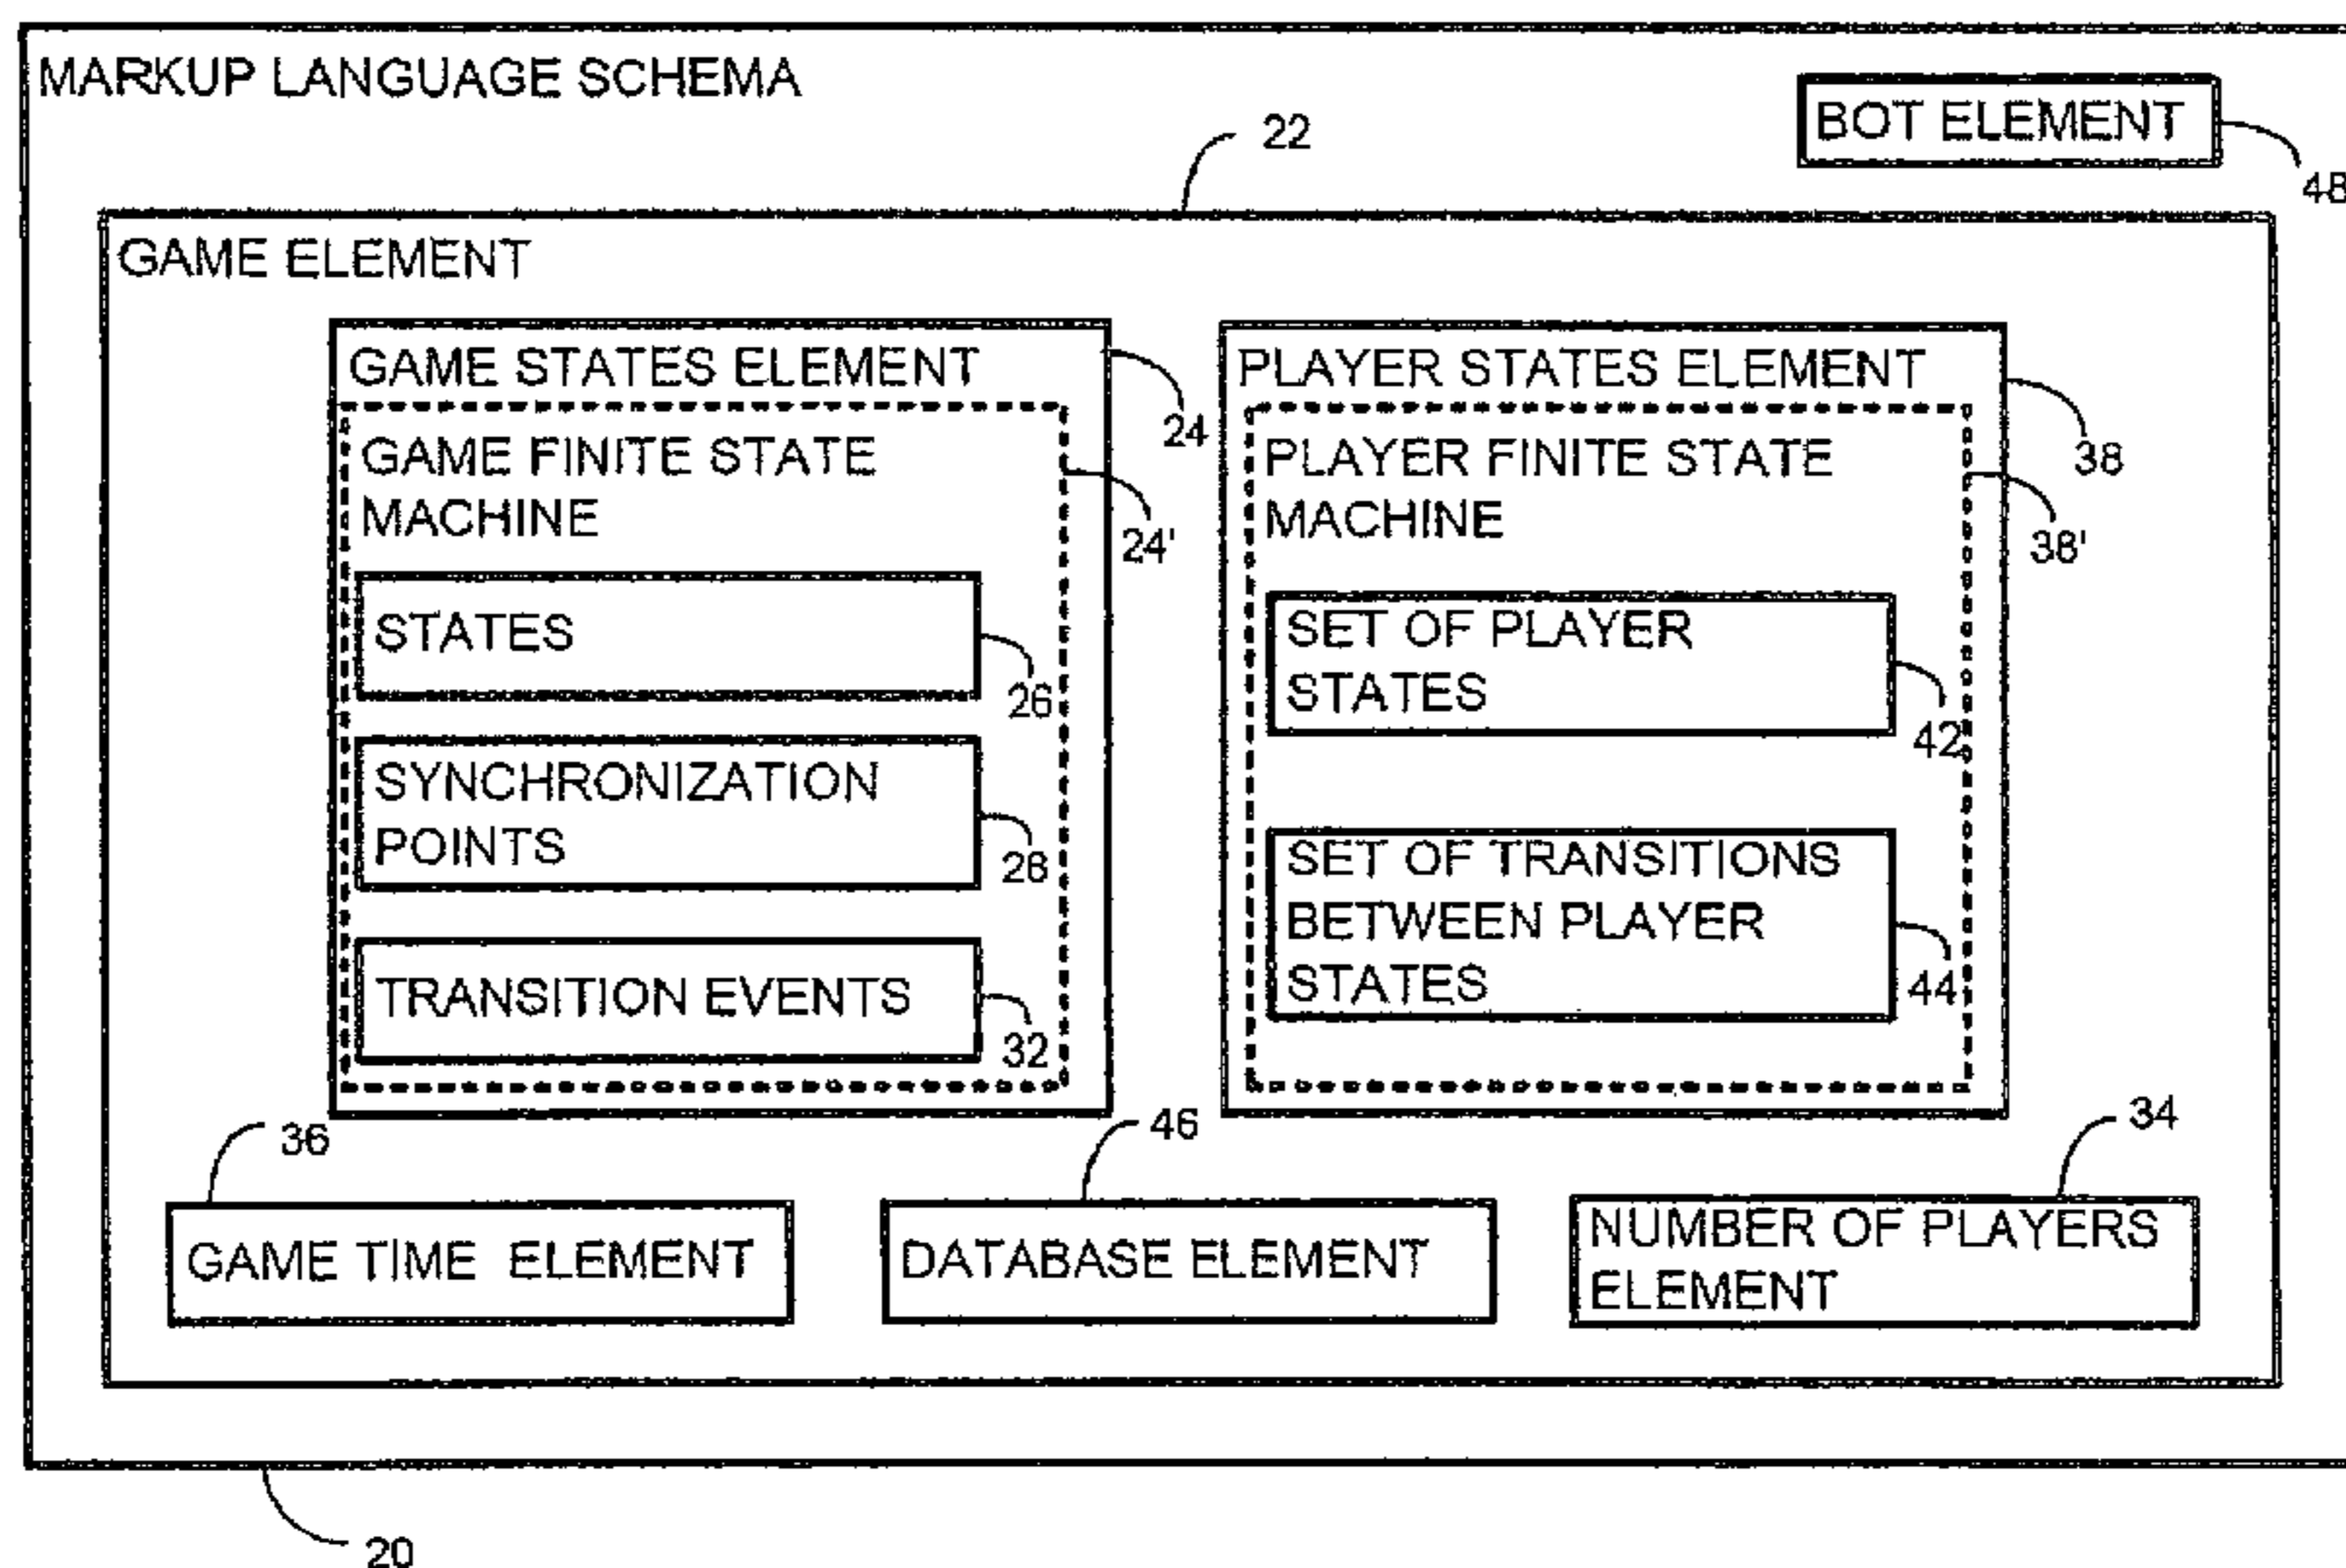 MARKUP LANGUAGE SCHEMA
BOT ELEMENT
22
48
GAME ELEMENT
GAME STATES ELEMENT
24
GAME FINITE STATE
MACHINE
24'
STATES
26
SYNCHRONIZATION
POINTS
28
TRANSITION EVENTS
32
PLAYER STATES ELEMENT
38
PLAYER FINITE STATE
MACHINE
38'
SET OF PLAYER
STATES
42
SET OF TRANSITIONS
BETWEEN PLAYER
STATES
44
36
GAME TIME ELEMENT
46
DATABASE ELEMENT
34
NUMBER OF PLAYERS
ELEMENT
20